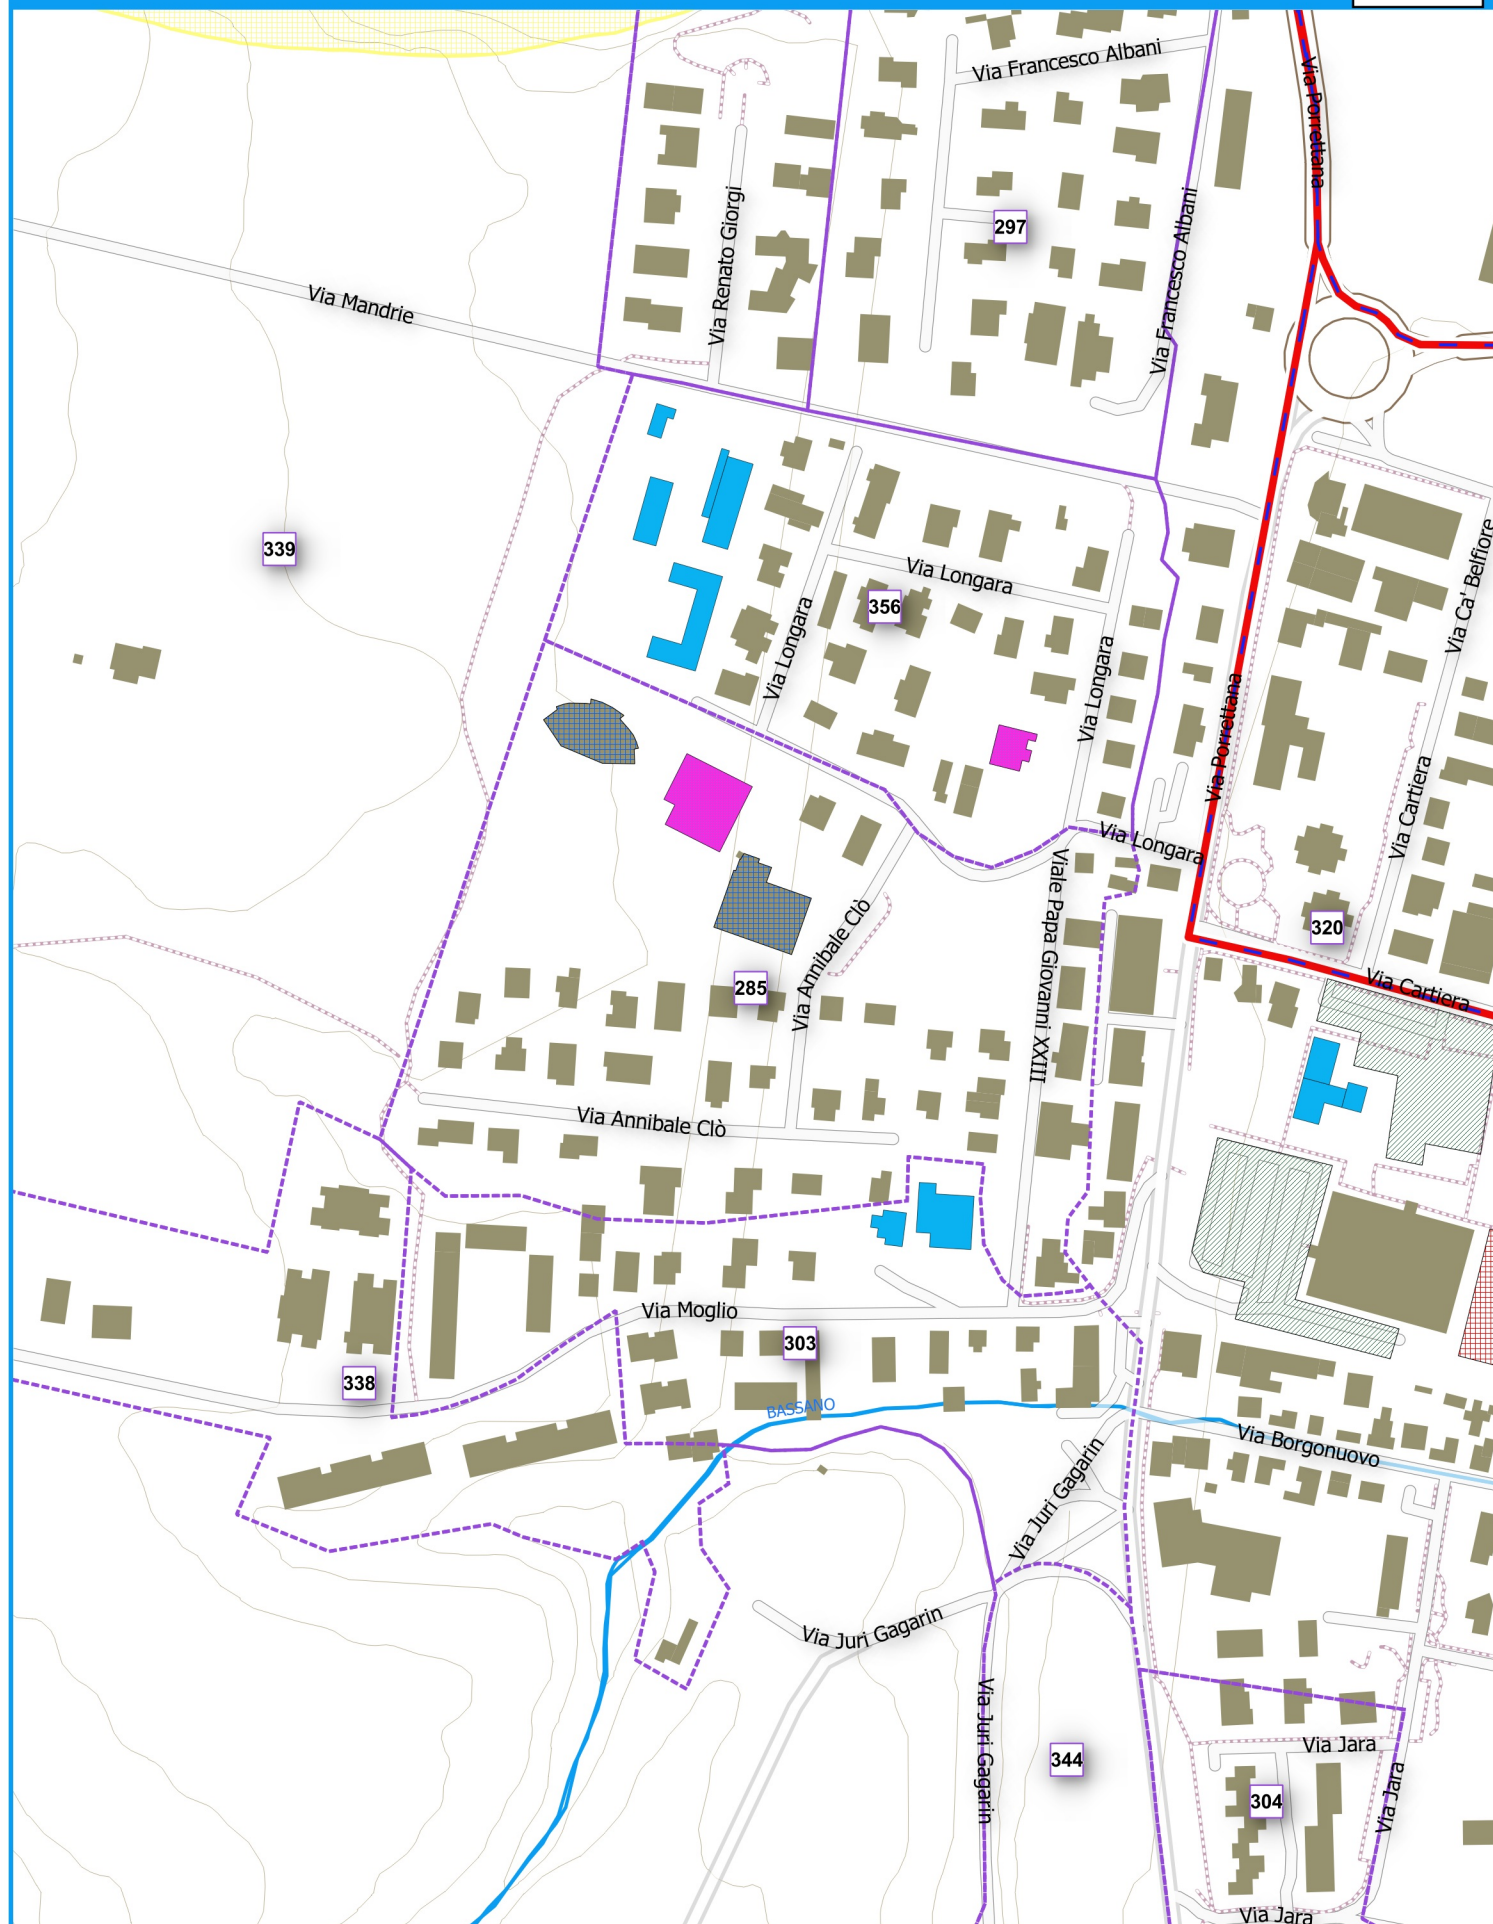 Via Francesco Albani
Via Porrettana
297
Via Renato Giorgi
Via Francesco Albani
Via Mandrie
339
Via Longara
356
Via Ca' Belfiore
Via Longara
Via Longara
Via Porrettana
Via Cartiera
Via Longara
Viale Papa Giovanni XXIII
Via Annibale Clò
320
285
Via Cartiera
Via Annibale Clò
Via Moglio
303
338
BASSANO
Via Borgonuovo
Via Juri Gagarin
Via Juri Gagarin
Via Juri Gagarin
344
Via Jara
304
Via Jara
Via Jara